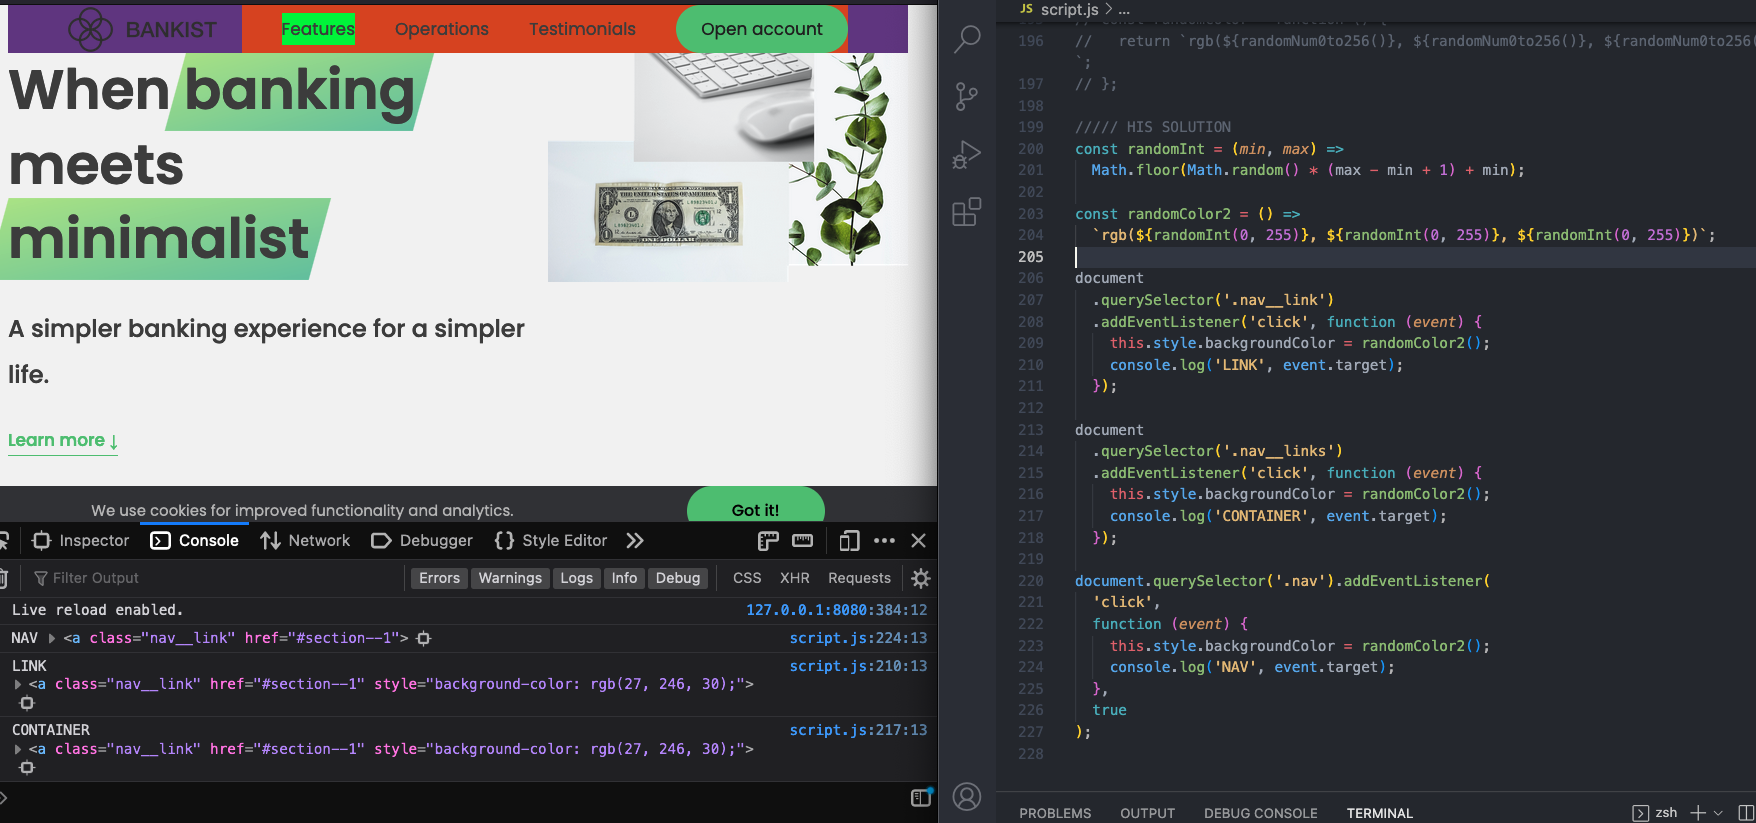 BANKIST
Features
Operations
Testimonials
Open account
When banking
meets
minimalist
A simpler banking experience for a simpler
life.
Learn more ↓
We use cookies for improved functionality and analytics.
Got it!
Inspector
Console
Network
Debugger
{} Style Editor
Filter Output
Errors
Warnings
Logs
Info
Debug
CSS
XHR
Requests
Live reload enabled. 127.0.0.1:8080:384:12
NAV <a class="nav__link" href="#section--1"> script.js:224:13
LINK script.js:210:13
<a class="nav__link" href="#section--1" style="background-color: rgb(27, 246, 30);">
CONTAINER script.js:217:13
<a class="nav__link" href="#section--1" style="background-color: rgb(27, 246, 30);">
JS script.js > ...
196 //   return `rgb(${randomNum0to256()}, ${randomNum0to256()}, ${randomNum0to256(
`;
197 // };
198
199 ///// HIS SOLUTION
200 const randomInt = (min, max) =>
201   Math.floor(Math.random() * (max - min + 1) + min);
202
203 const randomColor2 = () =>
204   `rgb(${randomInt(0, 255)}, ${randomInt(0, 255)}, ${randomInt(0, 255)})`;
205
206 document
207   .querySelector('.nav__link')
208   .addEventListener('click', function (event) {
209     this.style.backgroundColor = randomColor2();
210     console.log('LINK', event.target);
211   });
212
213 document
214   .querySelector('.nav__links')
215   .addEventListener('click', function (event) {
216     this.style.backgroundColor = randomColor2();
217     console.log('CONTAINER', event.target);
218   });
219
220 document.querySelector('.nav').addEventListener(
221   'click',
222   function (event) {
223     this.style.backgroundColor = randomColor2();
224     console.log('NAV', event.target);
225   },
226   true
227 );
228
PROBLEMS
OUTPUT
DEBUG CONSOLE
TERMINAL
zsh